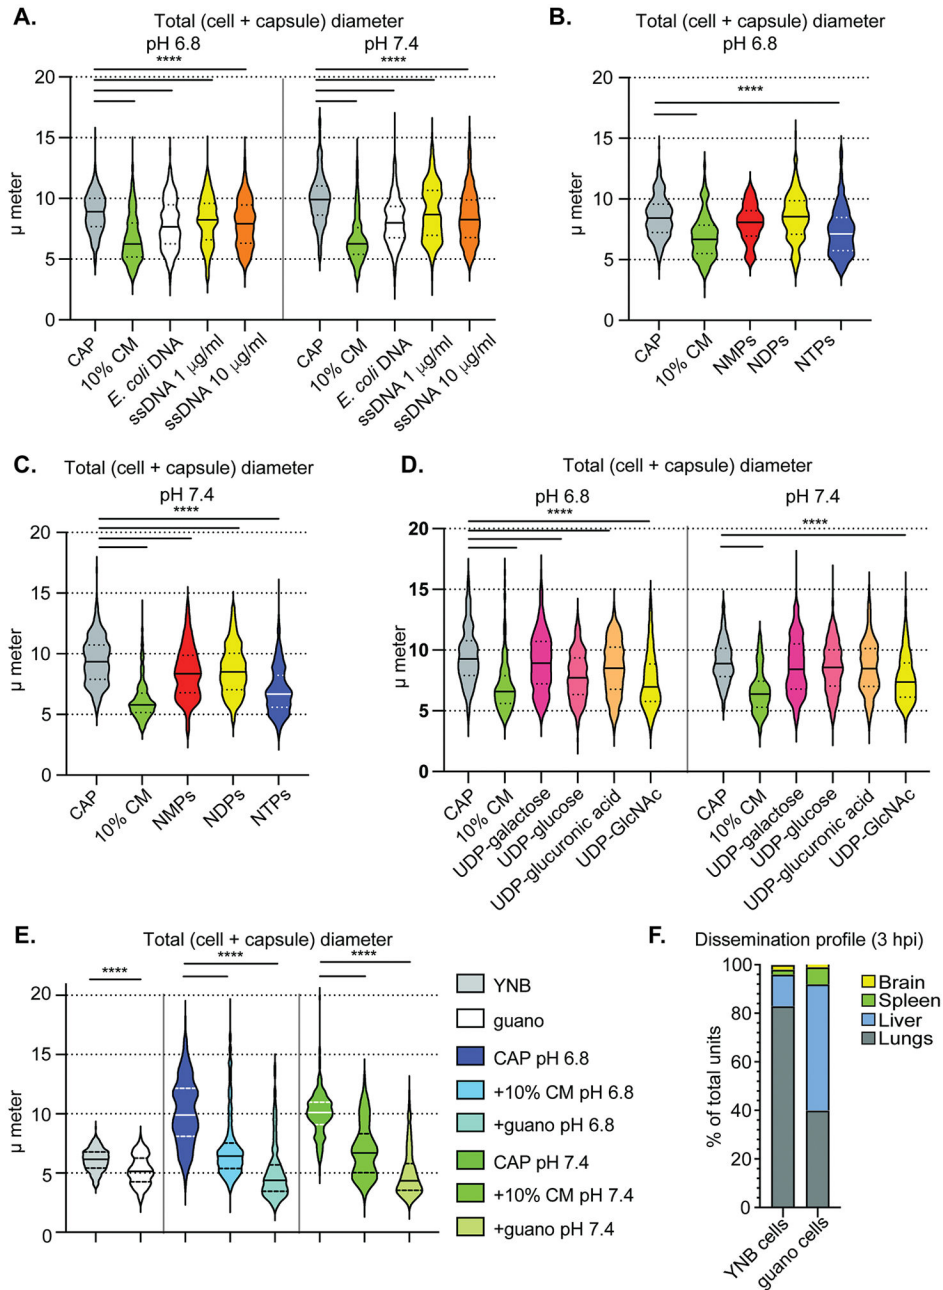 A.
Total (cell + capsule) diameter
pH 6.8
pH 7.4
****
****
μ meter
20
15
10
5
0
CAP
10% CM
E. coli DNA
ssDNA 1 μg/ml
ssDNA 10 μg/ml
CAP
10% CM
E. coli DNA
ssDNA 1 μg/ml
ssDNA 10 μg/ml
B.
Total (cell + capsule) diameter
pH 6.8
****
μ meter
20
15
10
5
0
CAP
10% CM
NMPs
NDPs
NTPs
C.
Total (cell + capsule) diameter
pH 7.4
****
μ meter
20
15
10
5
0
CAP
10% CM
NMPs
NDPs
NTPs
D.
Total (cell + capsule) diameter
pH 6.8
pH 7.4
****
****
μ meter
20
15
10
5
0
CAP
10% CM
UDP-galactose
UDP-glucose
UDP-glucuronic acid
UDP-GlcNAc
CAP
10% CM
UDP-galactose
UDP-glucose
UDP-glucuronic acid
UDP-GlcNAc
E.
Total (cell + capsule) diameter
****
****
****
μ meter
20
15
10
5
0
YNB
guano
CAP pH 6.8
+10% CM pH 6.8
+guano pH 6.8
CAP pH 7.4
+10% CM pH 7.4
+guano pH 7.4
F.
Dissemination profile (3 hpi)
% of total units
100
80
60
40
20
0
YNB cells
guano cells
Brain
Spleen
Liver
Lungs